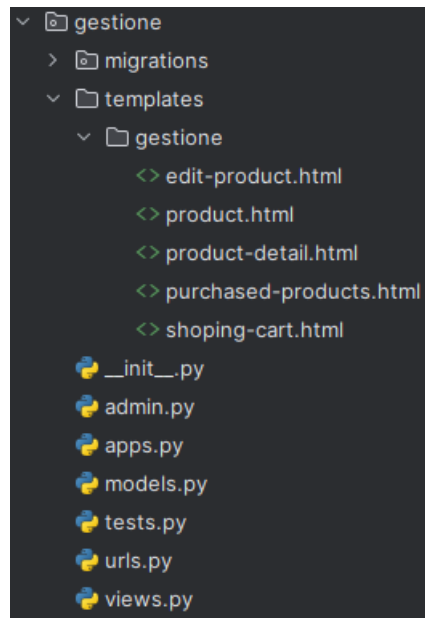 gestione
migrations
templates
gestione
<> edit-product.html
<> product.html
<> product-detail.html
<> purchased-products.html
<> shoping-cart.html
__init__.py
admin.py
apps.py
models.py
tests.py
urls.py
views.py